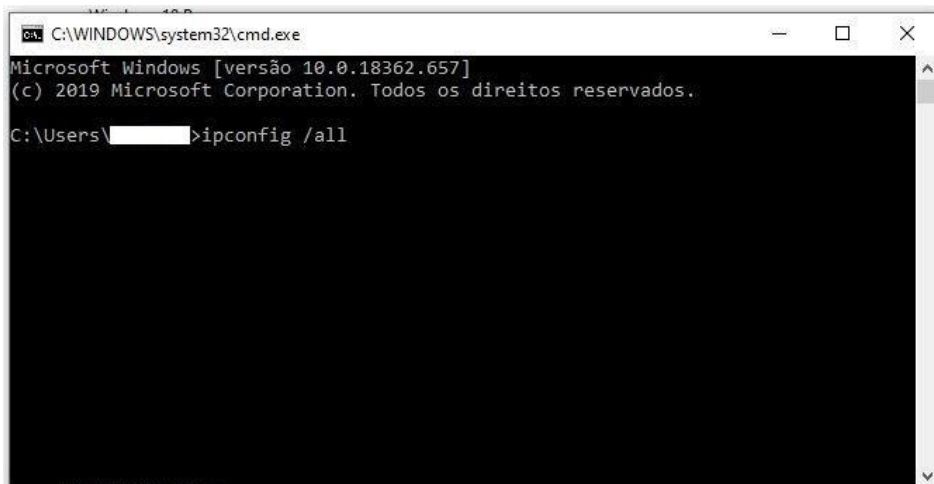 C:\WINDOWS\system32\cmd.exe
Microsoft Windows [versão 10.0.18362.657]
(c) 2019 Microsoft Corporation. Todos os direitos reservados.
C:\Users\ >ipconfig /all